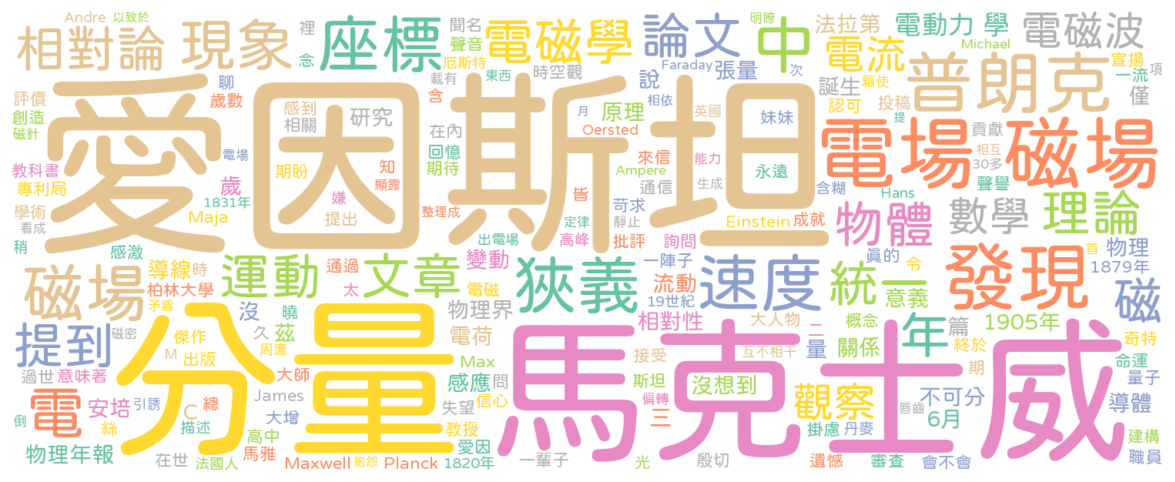 Andre 以致於 裡 聞名 法拉第 電動力 學 明瞭 電磁波
相對論 現象 座標 電磁學 論文 中 Michael
念 聲音 厄斯特 Faraday 電流 宣揚 一流 項
聊 載有 東西 時空觀 說 張量 次 誕生 驅使 僅
評價 歲數 感到 含 月 相依 英國 妹妹 認可 投稿 普朗克
創造 相關 研究 原理 提
磁針 在內 Oersted 電場 磁場 貢獻
愛因斯坦
電場 回憶 來信 能力 相互
教科書 期盼 知 期待 Ampere 永遠 30多
專利局 歲 嫌 顯露 皆 通信 生成 含糊 聲譽
1831年 苛求 Hans
學術 Maja 提出 整理成 定律 靜止 Einstein 成就 物體 數學 理論
看成
稍 感激 出電場 高峰 批評 詢問 眞的 首 物理
磁場 導線 時 通過 變動 一陣子 令 1879年
柏林大學 運動 文章 狹義 流動 速度 統一 發現
矛盾 太 電磁 19世紀 意義 磁
沒 曉 物理界
提到 磁密 傑作 久 茲 相對性 大人物 二 概念 年 篇 1905年 奇特
M 出版 周遭 電荷 量 關係 終於
分量 馬克士威
過世 意味著 大師 Max 接受 互不相干 期 命運
電 安培 引誘 C 總 James 感應 問 斯坦 沒想到 觀察 不可分 量子
倒 絲 描述 大增 失望 信心 偏轉 三 唇齒 6月 導體
高中 教授 掛慮 丹麥 建構
物理年報 在世 法國人 馬雅 抱怨 愛因
Maxwell Planck 1820年 一輩子 光 殷切 遺憾 審查 會不會 職員